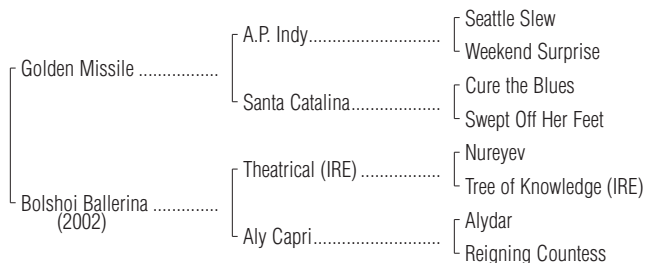 Seattle Slew
A.P. Indy..............................
Weekend Surprise
Golden Missile ..................
Cure the Blues
Santa Catalina....................
Swept Off Her Feet
Nureyev
Theatrical (IRE) ..................
Tree of Knowledge (IRE)
Bolshoi Ballerina ...............
(2002)
Alydar
Aly Capri.............................
Reigning Countess